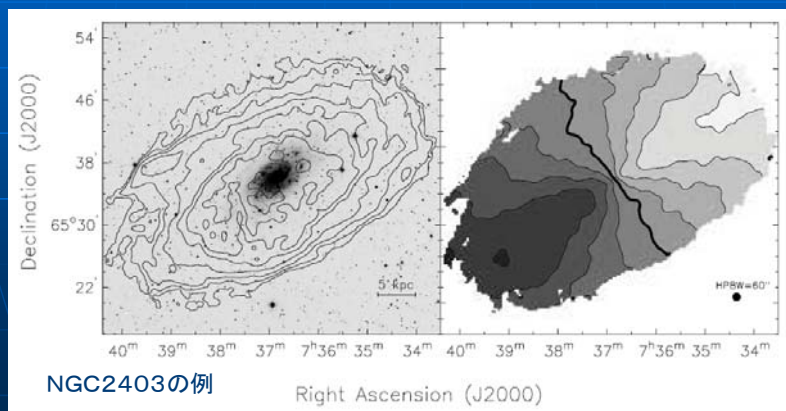 54'
46'
38'
65°30'
22'
Declination (J2000)
5 kpc
HPBW=60"
40ᵐ 39ᵐ 38ᵐ 37ᵐ 7ʰ36ᵐ 35ᵐ 34ᵐ
40ᵐ 39ᵐ 38ᵐ 37ᵐ 7ʰ36ᵐ 35ᵐ 34ᵐ
NGC2403の例
Right Ascension (J2000)